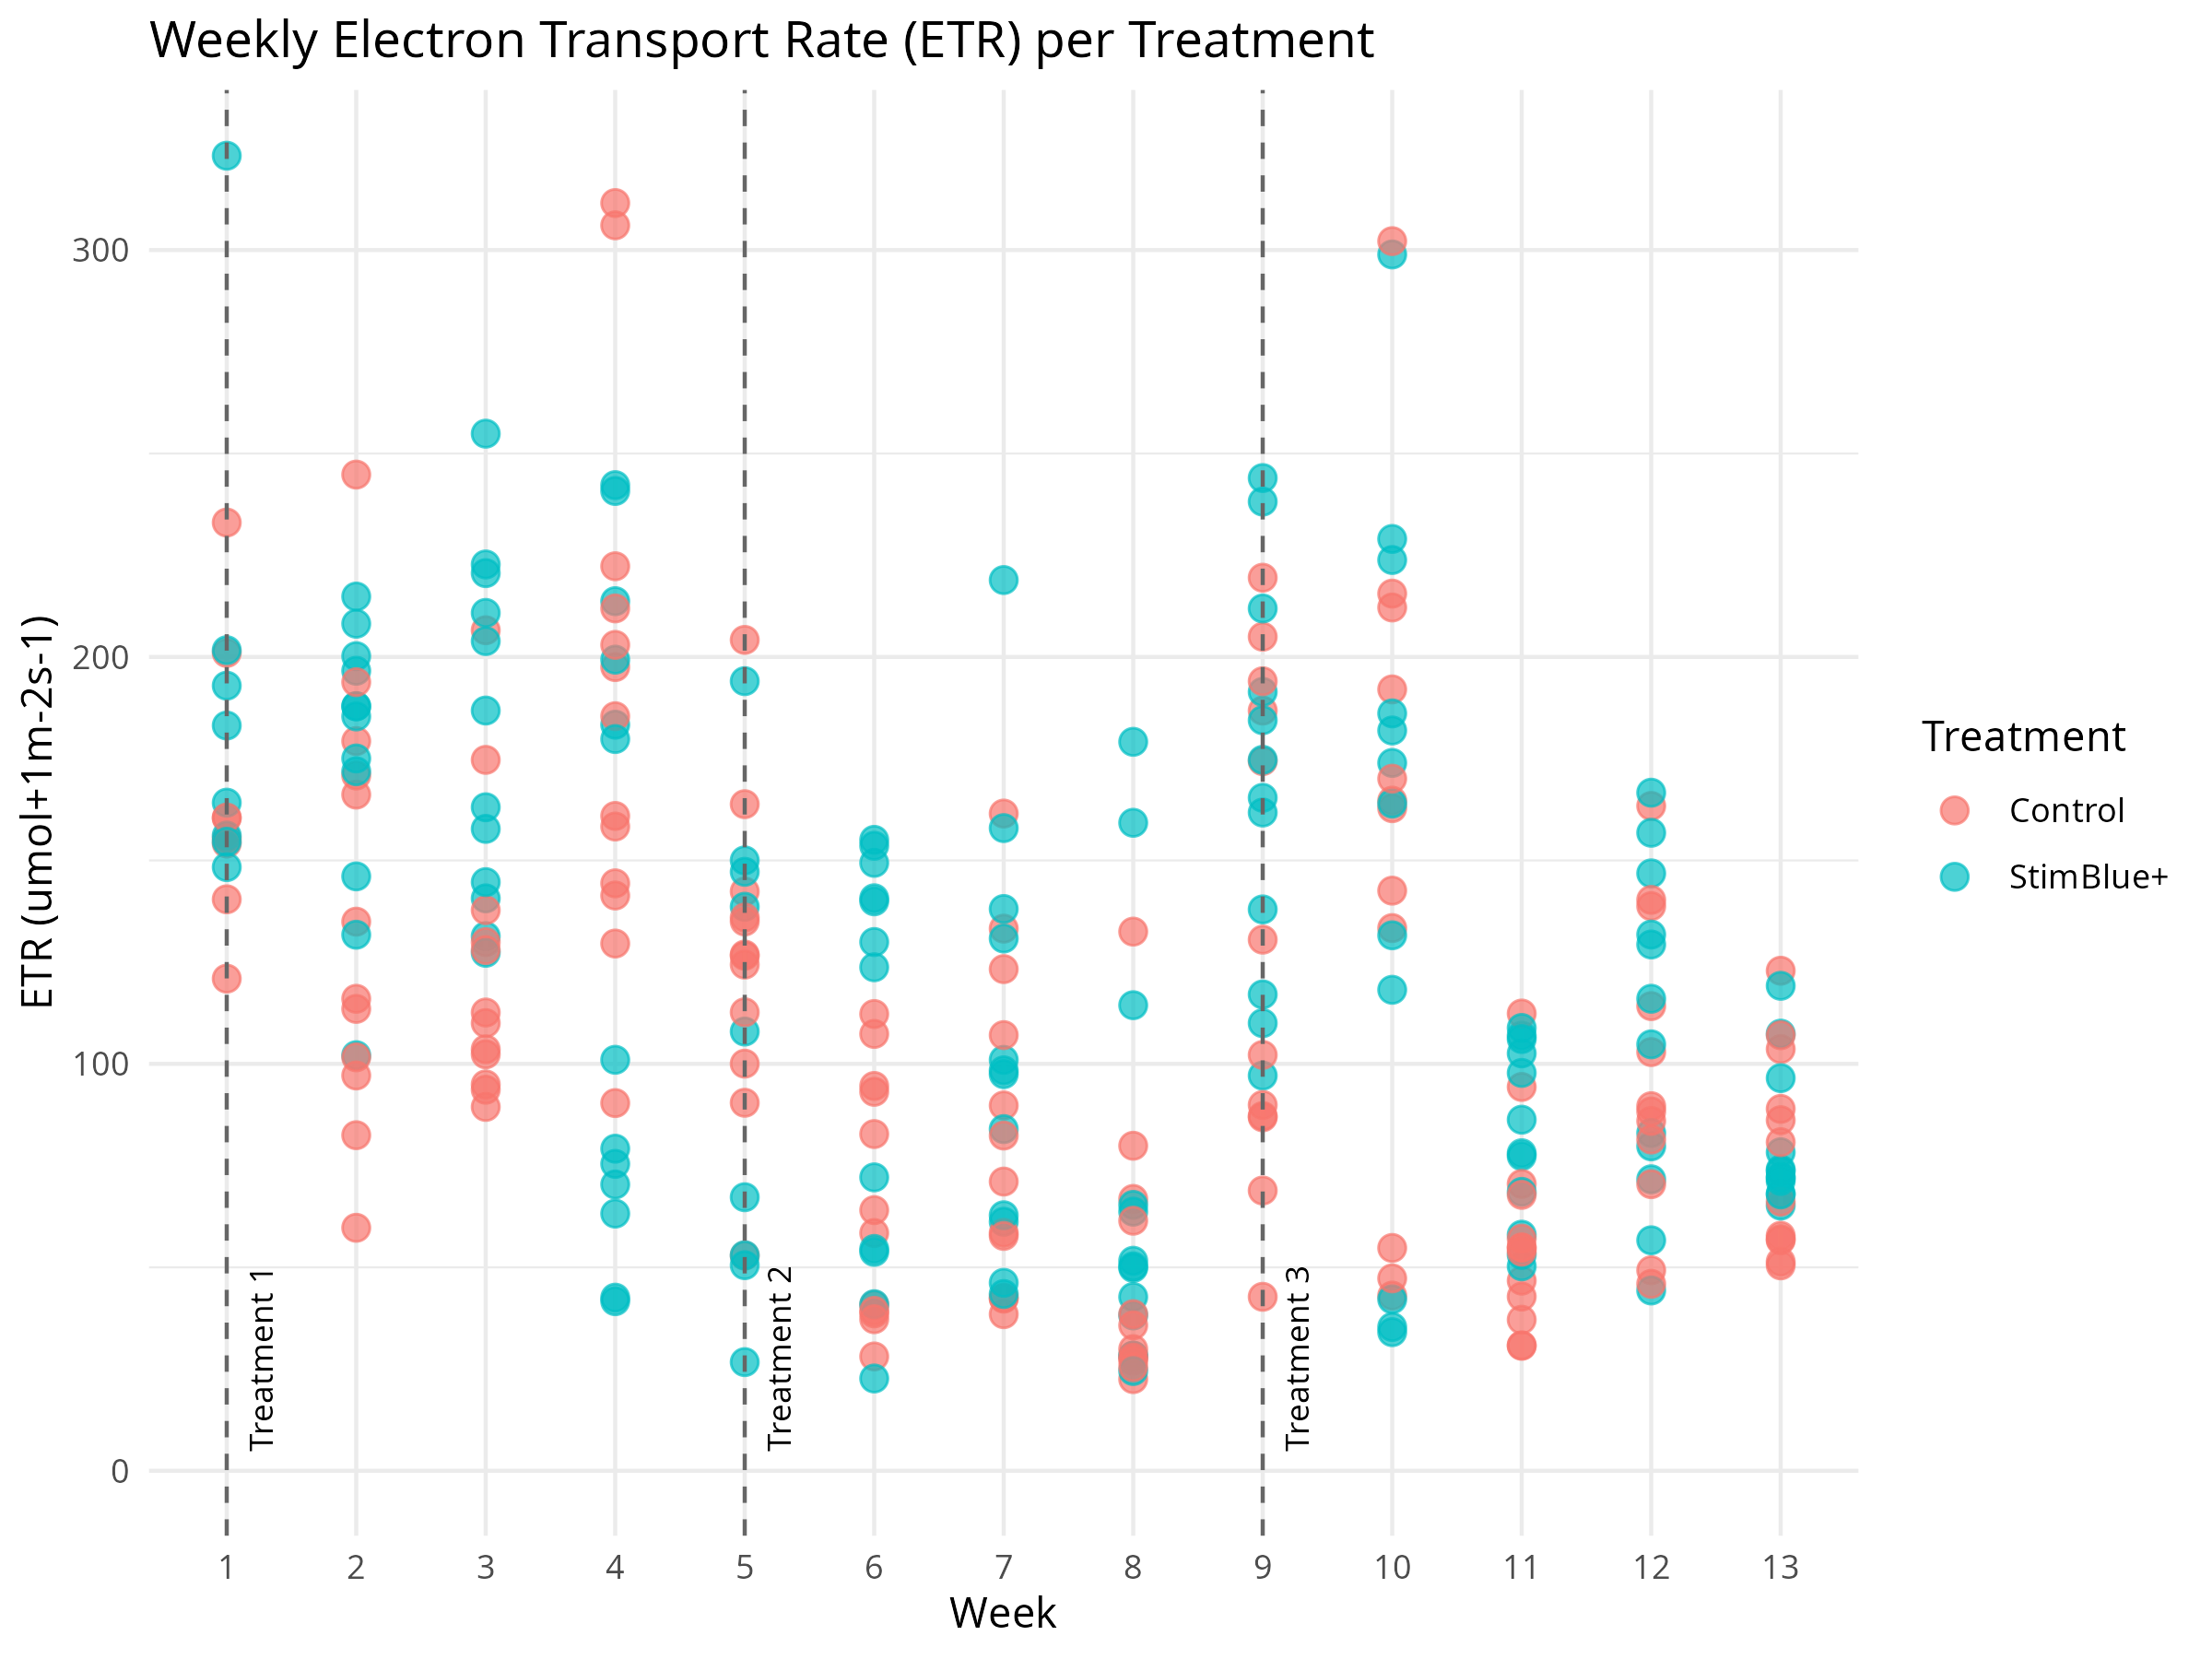 Weekly Electron Transport Rate (ETR) per Treatment
ETR (umol+1m-2s-1)
300
200
100
0
Treatment 1
Treatment 2
Treatment 3
1 2 3 4 5 6 7 8 9 10 11 12 13
Week
Treatment
Control
StimBlue+